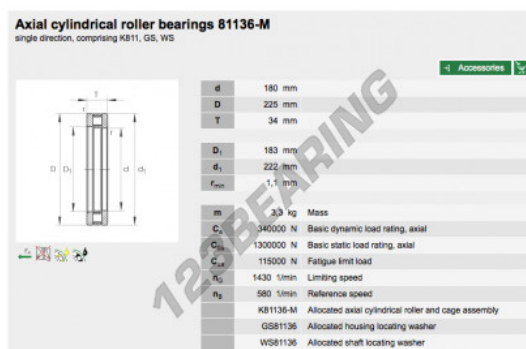 Axial cylindrical roller bearings 81136-M
single direction, comprising K811, GS, WS
Accessories
d 180 mm
D 225 mm
T 34 mm
D1 183 mm
d1 222 mm
rmin 1,1 mm
m 3,3 kg Mass
Ca 340000 N Basic dynamic load rating, axial
C0a 1300000 N Basic static load rating, axial
Cua 115000 N Fatigue limit load
nG 1430 1/min Limiting speed
nB 580 1/min Reference speed
K81136-M Allocated axial cylindrical roller and cage assembly
GS81136 Allocated housing locating washer
WS81136 Allocated shaft locating washer
T
r
r
D D1 d d1
123BEARING